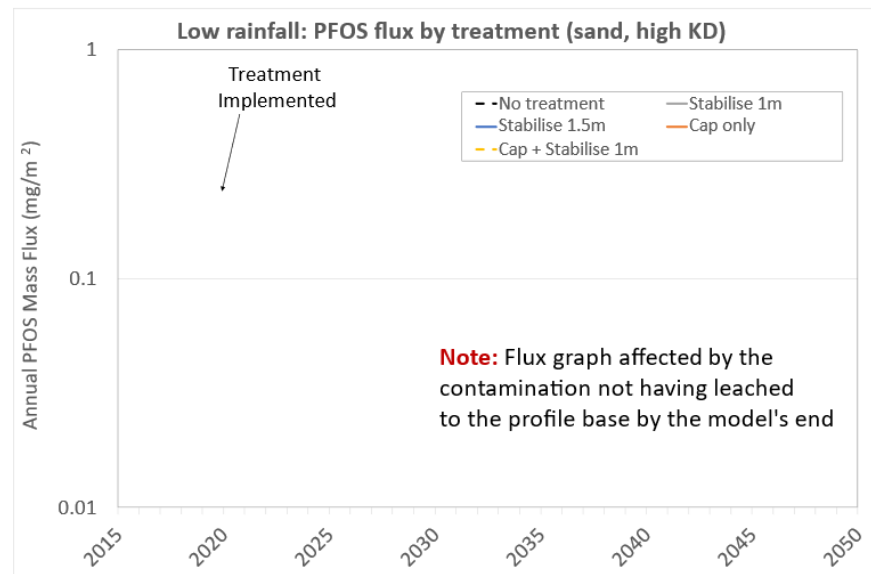 Low rainfall: PFOS flux by treatment (sand, high KD)
1
Treatment
Implemented
No treatment
Stabilise 1m
Stabilise 1.5m
Cap only
Cap + Stabilise 1m
Annual PFOS Mass Flux (mg/m ²)
0.1
Note: Flux graph affected by the
contamination not having leached
to the profile base by the model's end
0.01
2015
2020
2025
2030
2035
2040
2045
2050